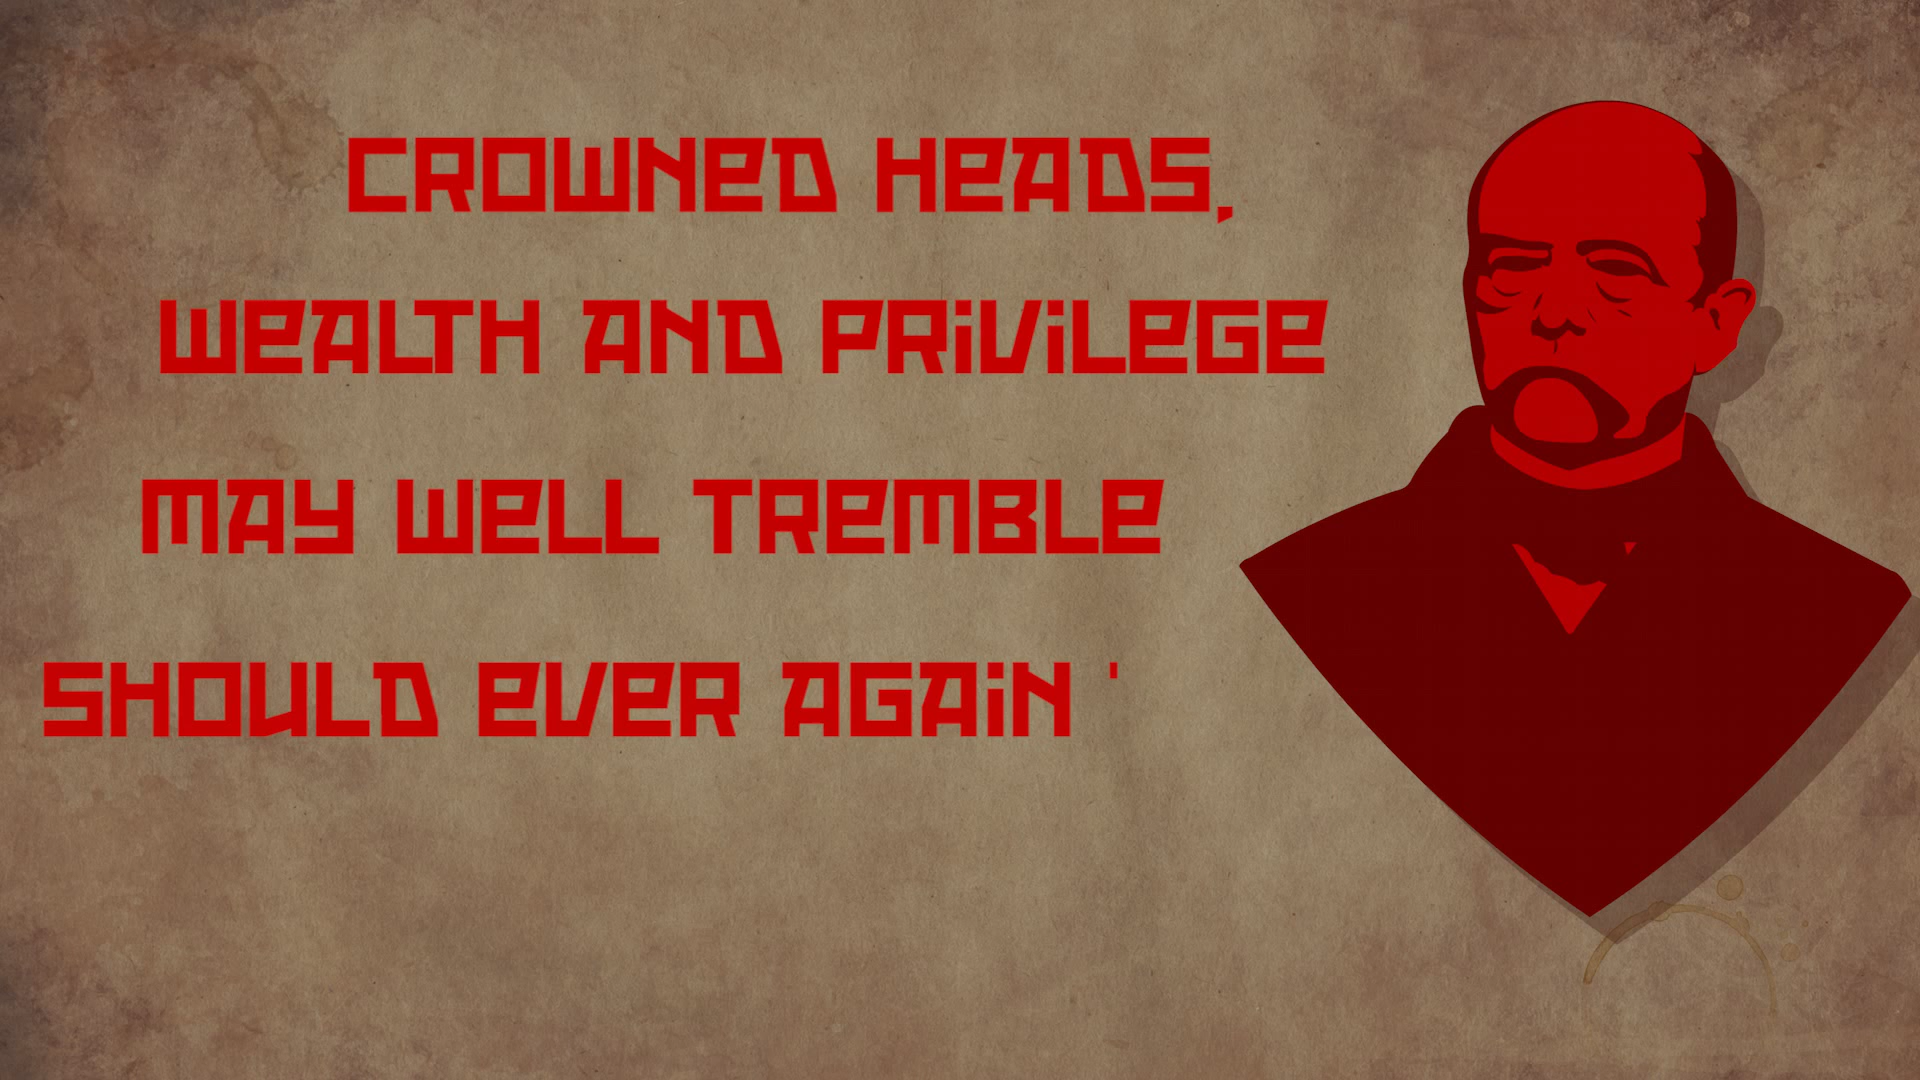 CROWNED HEADS,
WEALTH AND PRIVILEGE
MAY WELL TREMBLE
SHOULD EVER AGAIN '